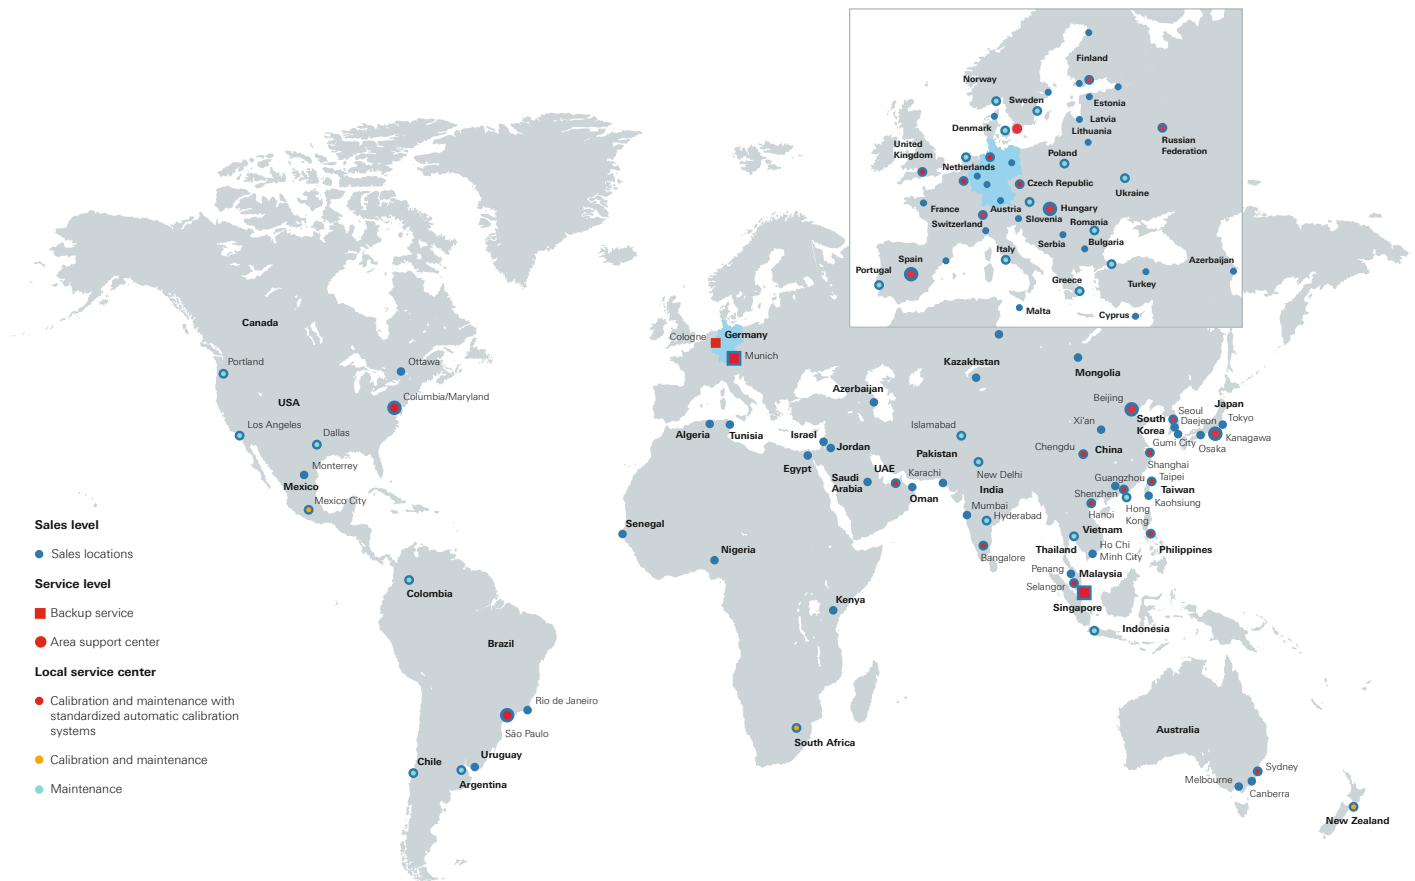 Finland
Norway
Sweden
Estonia
Latvia
Denmark
Lithuania
Russian
Federation
United
Kingdom
Poland
Netherlands
Czech Republic
Ukraine
France
Austria
Hungary
Slovenia
Switzerland
Romania
Serbia
Bulgaria
Italy
Spain
Portugal
Azerbaijan
Greece
Turkey
Malta
Cyprus
Canada
Portland
Ottawa
USA
Columbia/Maryland
Los Angeles
Dallas
Monterrey
Mexico
Mexico City
Cologne
Germany
Munich
Kazakhstan
Mongolia
Azerbaijan
Beijing
Japan
Algeria
Tunisia
Israel
Jordan
Egypt
Islamabad
Pakistan
Xi'an
South
Korea
Seoul
Daejeon
Tokyo
Gumi City
Kanagawa
Osaka
Chengdu
China
Saudi
Arabia
UAE
Karachi
Oman
New Delhi
India
Shanghai
Guangzhou
Taipei
Shenzhen
Taiwan
Kaohsiung
Hong
Kong
Hanoi
Mumbai
Hyderabad
Senegal
Nigeria
Bangalore
Vietnam
Thailand
Ho Chi
Minh City
Philippines
Penang
Malaysia
Selangor
Singapore
Indonesia
Kenya
Colombia
Brazil
Rio de Janeiro
São Paulo
Uruguay
Chile
Argentina
South Africa
Australia
Sydney
Melbourne
Canberra
New Zealand
Sales level
Sales locations
Service level
Backup service
Area support center
Local service center
Calibration and maintenance with
standardized automatic calibration
systems
Calibration and maintenance
Maintenance